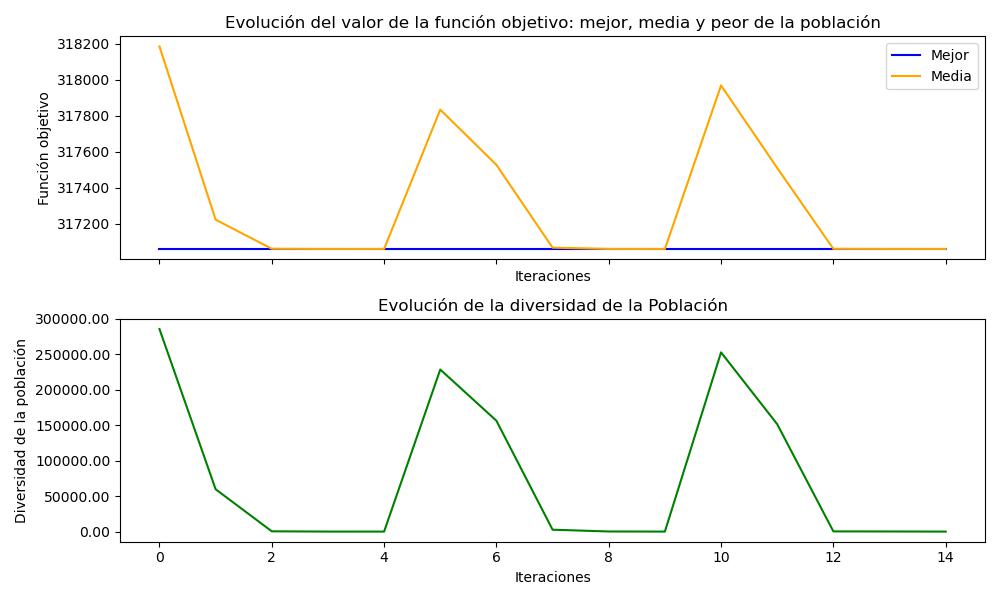 Evolución del valor de la función objetivo: mejor, media y peor de la población
318200
318000
317800
317600
317400
317200
Función objetivo
Mejor
Media
Iteraciones
Evolución de la diversidad de la Población
300000.00
250000.00
200000.00
150000.00
100000.00
50000.00
0.00
Diversidad de la población
0 2 4 6 8 10 12 14
Iteraciones